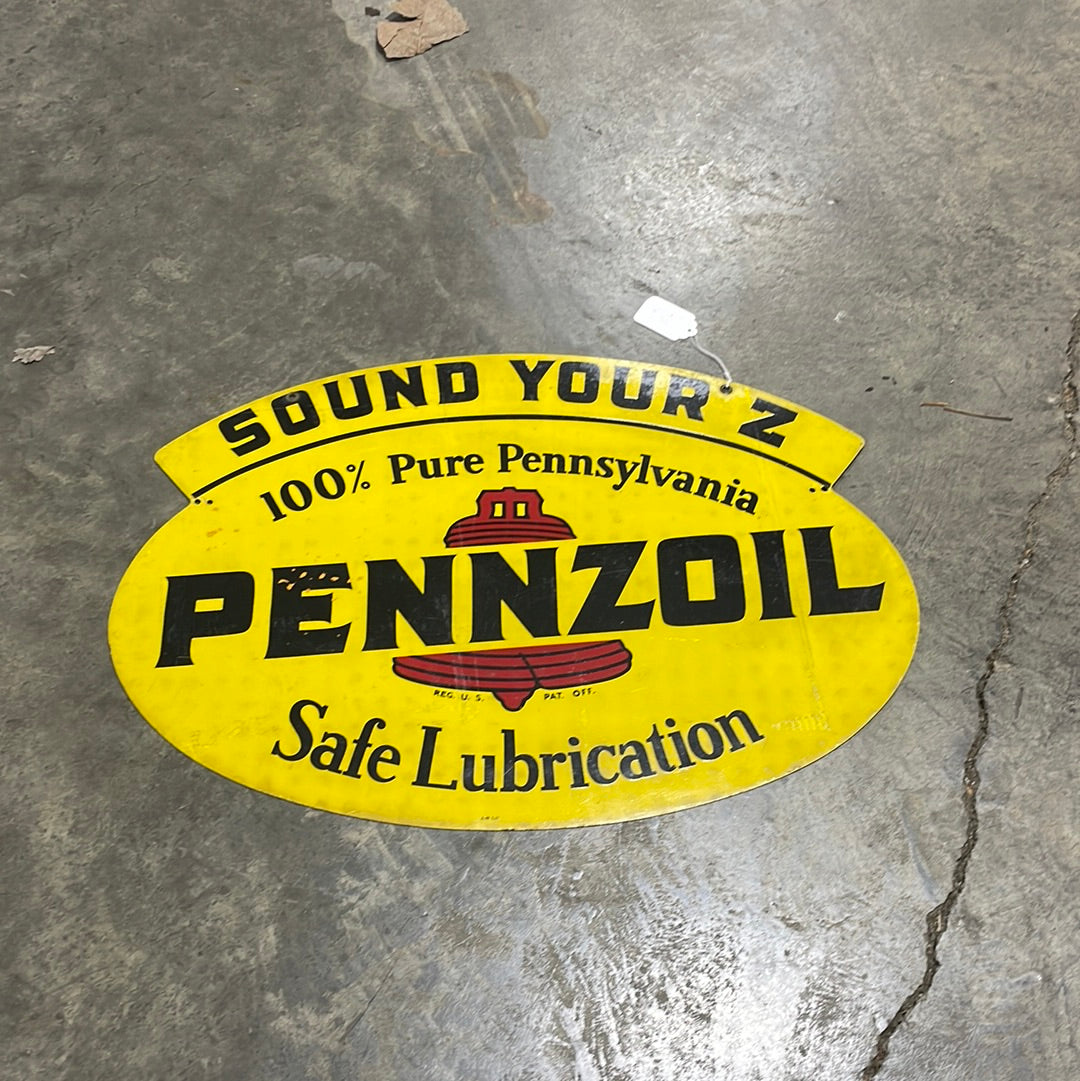 SOUND YOUR Z
100% Pure Pennsylvania
PENNZOIL
REG. U. S. PAT. OFF.
Safe Lubrication